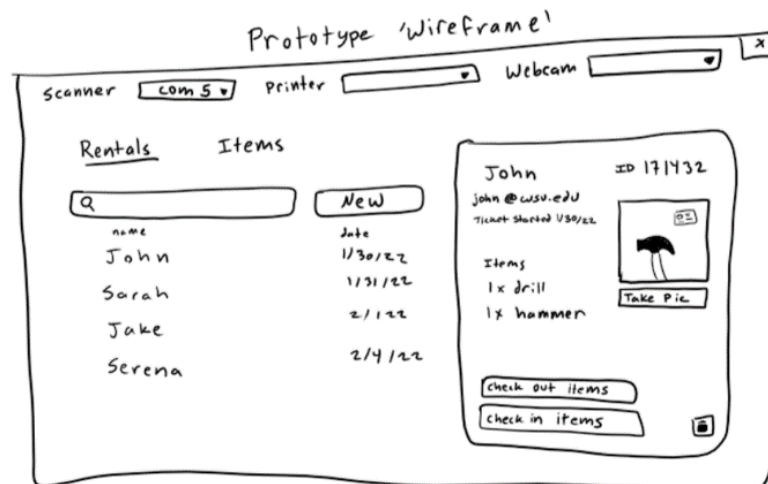 Prototype 'Wireframe'
x
Scanner com 5 Printer Webcam
Rentals Items
New
name date
John 1/30/22
Sarah 1/31/22
Jake 2/1/22
Serena 2/4/22
John ID 171432
john@wsu.edu
Ticket Started 1/30/22
Items
1x drill
1x hammer
Take Pic
check out items
check in items